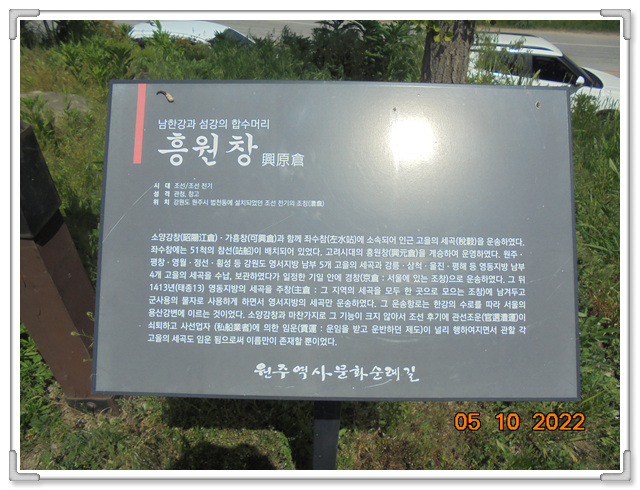 남한강과 섬강의 합수머리
흥원창 興原倉
시 대 조선/조선 전기
성 격 관청, 창고
위 치 강원도 원주시 법천동에 설치되었던 조선 전기의 조창(漕倉)
소양강창(昭陽江倉)·가흥창(可興倉)과 함께 좌수참(左水站)에 소속되어 인근 고을의 세곡(稅穀)을 운송하였다.
좌수참에는 51척의 참선(站船)이 배치되어 있었다. 고려시대의 흥원창(興元倉)을 계승하여 운영하였다. 원주·
평창·영월·정선·횡성 등 강원도 영서지방 남부 5개 고을의 세곡과 강릉·삼척·울진·평해 등 영동지방 남부
4개 고을의 세곡을 수납, 보관하였다가 일정한 기일 안에 경창(京倉 : 서울에 있는 조창)으로 운송하였다. 그 뒤
1413년(태종13) 영동지방의 세곡을 주창(主倉 : 그 지역의 세곡을 모두 한 곳으로 모으는 조창)에 남겨두고
군사용의 물자로 사용하게 하면서 영서지방의 세곡만 운송하였다. 그 운송항로는 한강의 수로를 따라 서울의
용산강변에 이르는 것이었다. 소양강창과 마찬가지로 그 기능이 크지 않아서 조선 후기에 관선조운(官選漕運)이
쇠퇴하고 사선업자(私船業者)에 의한 임운(賃運 : 운임을 받고 운반하던 제도)이 널리 행하여지면서 관할 각
고을의 세곡도 임운 됨으로써 이름만이 존재할 뿐이었다.
원주역사문화순례길
05 10 2022